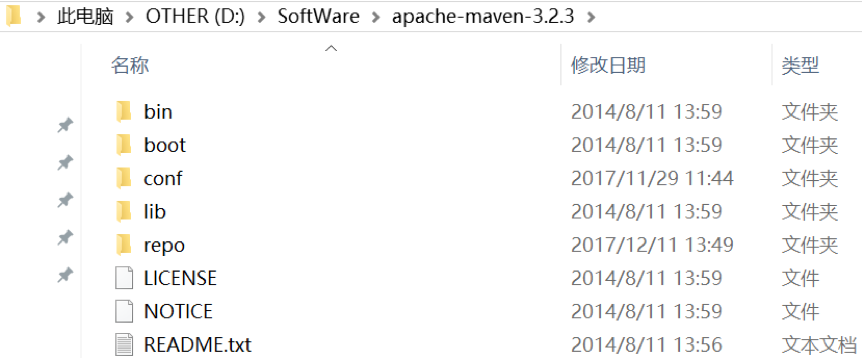 此电脑 > OTHER (D:) > SoftWare > apache-maven-3.2.3 >
名称 修改日期 类型
bin 2014/8/11 13:59 文件夹
boot 2014/8/11 13:59 文件夹
conf 2017/11/29 11:44 文件夹
lib 2014/8/11 13:59 文件夹
repo 2017/12/11 13:49 文件夹
LICENSE 2014/8/11 13:59 文件
NOTICE 2014/8/11 13:59 文件
README.txt 2014/8/11 13:56 文本文档